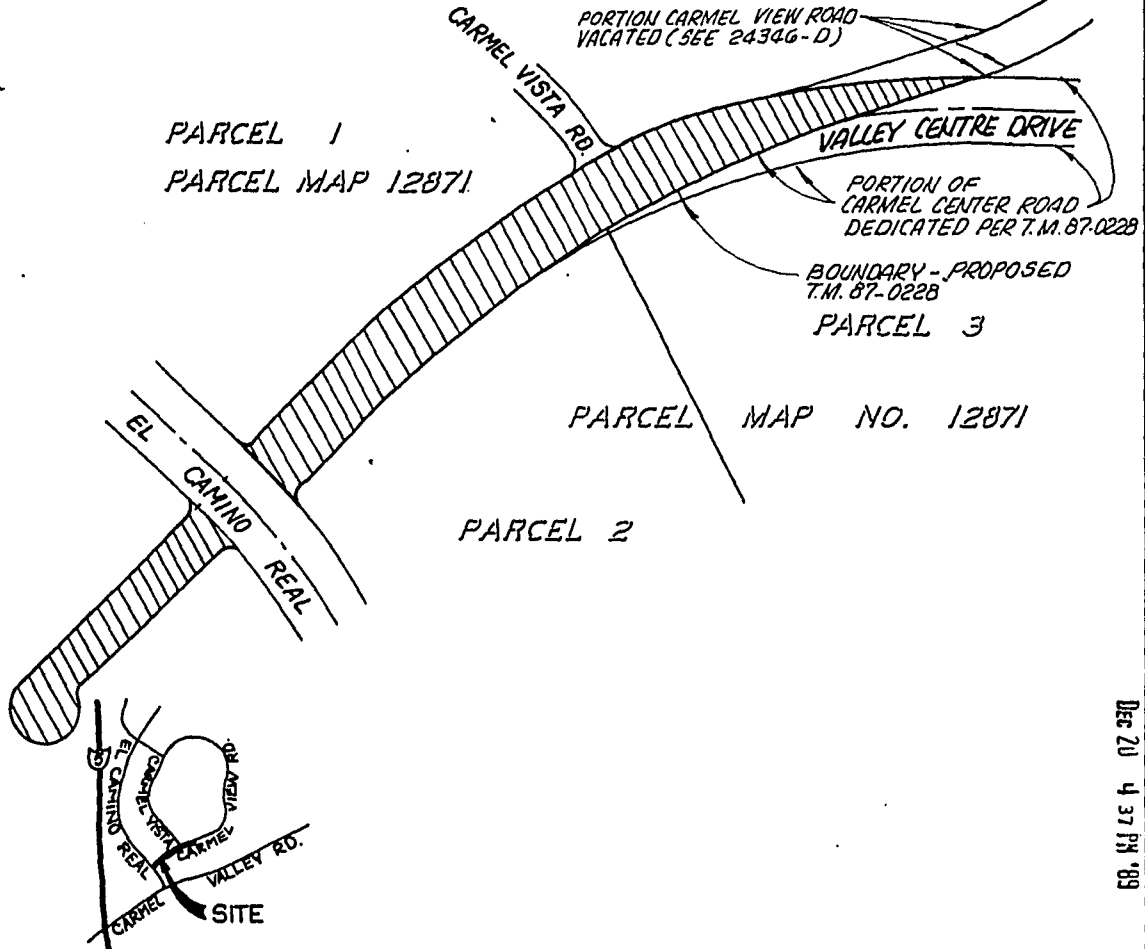 PORTION CARMEL VIEW ROAD
VACATED (SEE 24346-D)
CARMEL VISTA RD.
PARCEL 1
PARCEL MAP 12871
VALLEY CENTRE DRIVE
PORTION OF
CARMEL CENTER ROAD
DEDICATED PER T.M. 87-0228
BOUNDARY - PROPOSED
T.M. 87-0228
PARCEL 3
PARCEL MAP NO. 12871
EL CAMINO REAL
PARCEL 2
5
EL CAMINO REAL
CARMEL VISTA
CARMEL VIEW RD.
CARMEL VALLEY RD.
SITE
DEC 20 4 37 PM '89